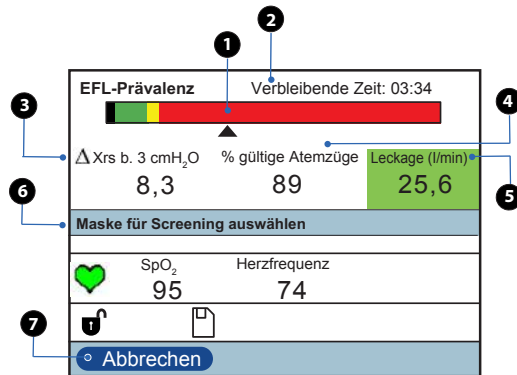 1
2
EFL-Prävalenz
Verbleibende Zeit: 03:34
3
4
Δ Xrs b. 3 cmH₂O
% gültige Atemzüge
Leckage (l/min)
8,3
89
25,6
5
6
Maske für Screening auswählen
SpO₂
Herzfrequenz
95
74
7
Abbrechen